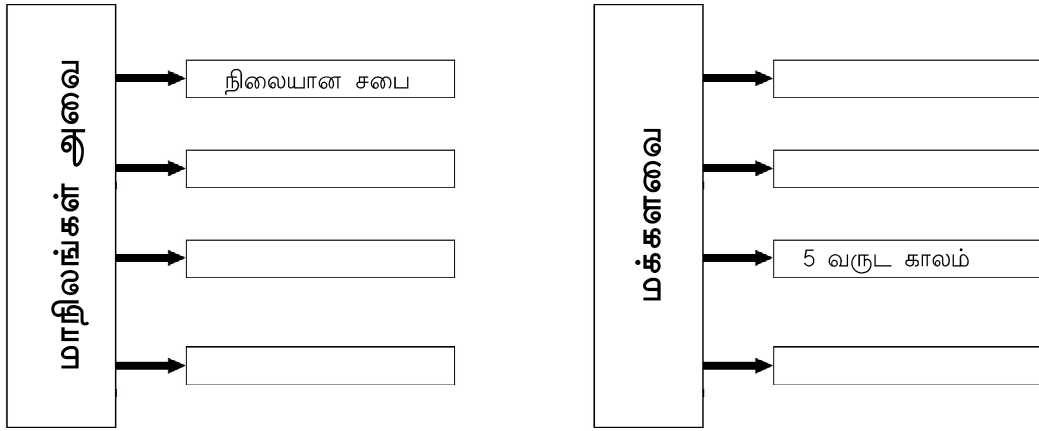 மாநிலங்கள் அவை
நிலையான சபை
மக்களவை
5 வருட காலம்